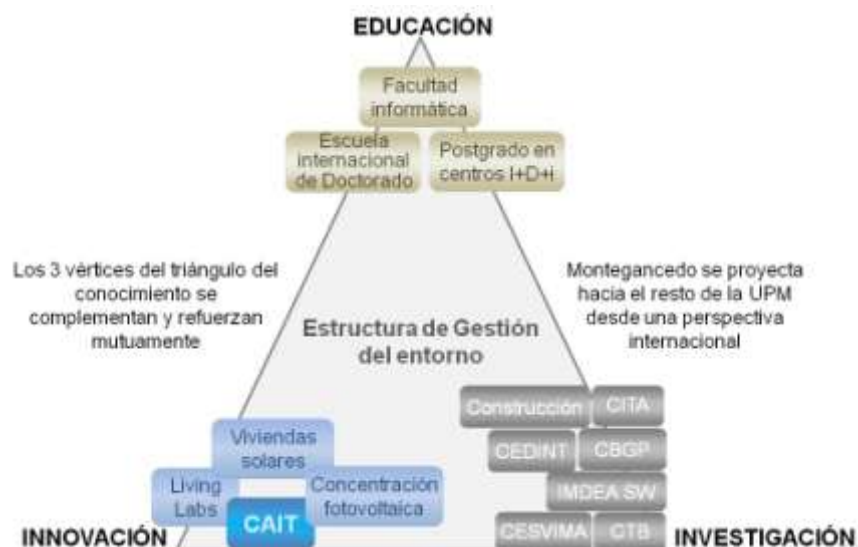 EDUCACIÓN
Facultad
informática
Escuela
internacional
de Doctorado
Postgrado en
centros I+D+i
Los 3 vértices del triángulo del
conocimiento se
complementan y refuerzan
mutuamente
Montegancedo se proyecta
hacia el resto de la UPM
desde una perspectiva
internacional
Estructura de Gestión
del entorno
Construcción
CITA
CEDINT
CBGP
IMDEA SW
CESVIMA
CTB
Viviendas
solares
Living
Labs
Concentración
fotovoltaica
CAIT
INNOVACIÓN
INVESTIGACIÓN